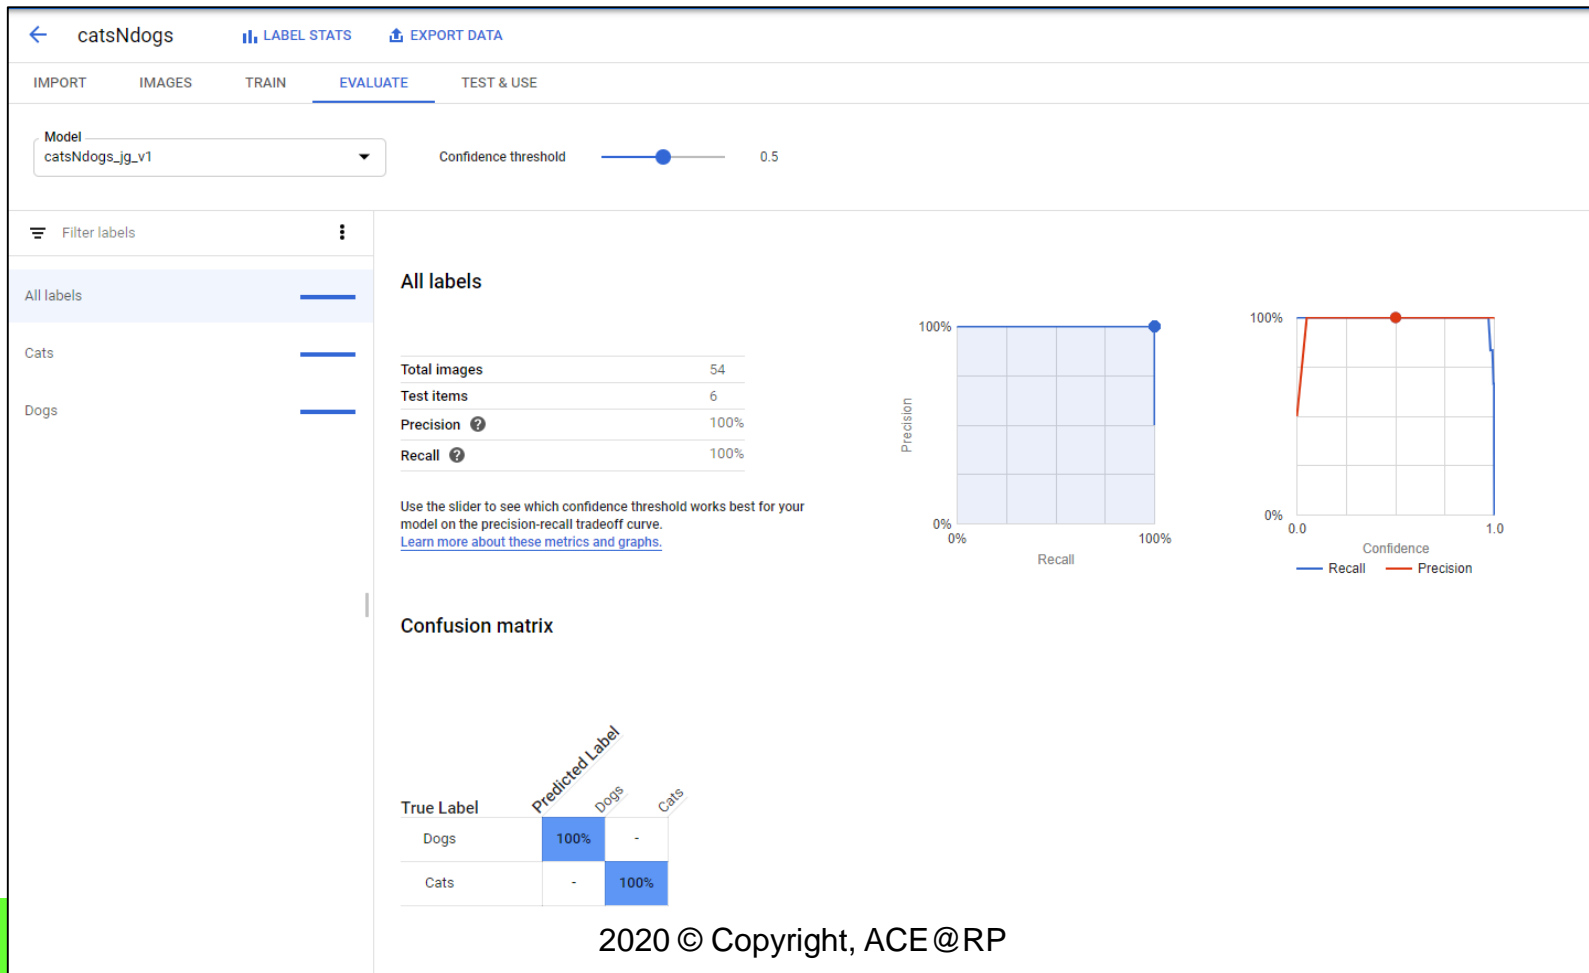 catsNdogs LABEL STATS EXPORT DATA
IMPORT IMAGES TRAIN EVALUATE TEST & USE
Model
catsNdogs_jg_v1
Confidence threshold 0.5
Filter labels
All labels
Cats
Dogs
All labels
Total images 54
Test items 6
Precision ? 100%
Recall ? 100%
Use the slider to see which confidence threshold works best for your
model on the precision-recall tradeoff curve.
Learn more about these metrics and graphs.
100%
Precision
0%
0% 100%
Recall
100%
0%
0.0 1.0
Confidence
Recall Precision
Confusion matrix
True Label Predicted Label Dogs Cats
Dogs 100% -
Cats - 100%
2020 © Copyright, ACE@RP